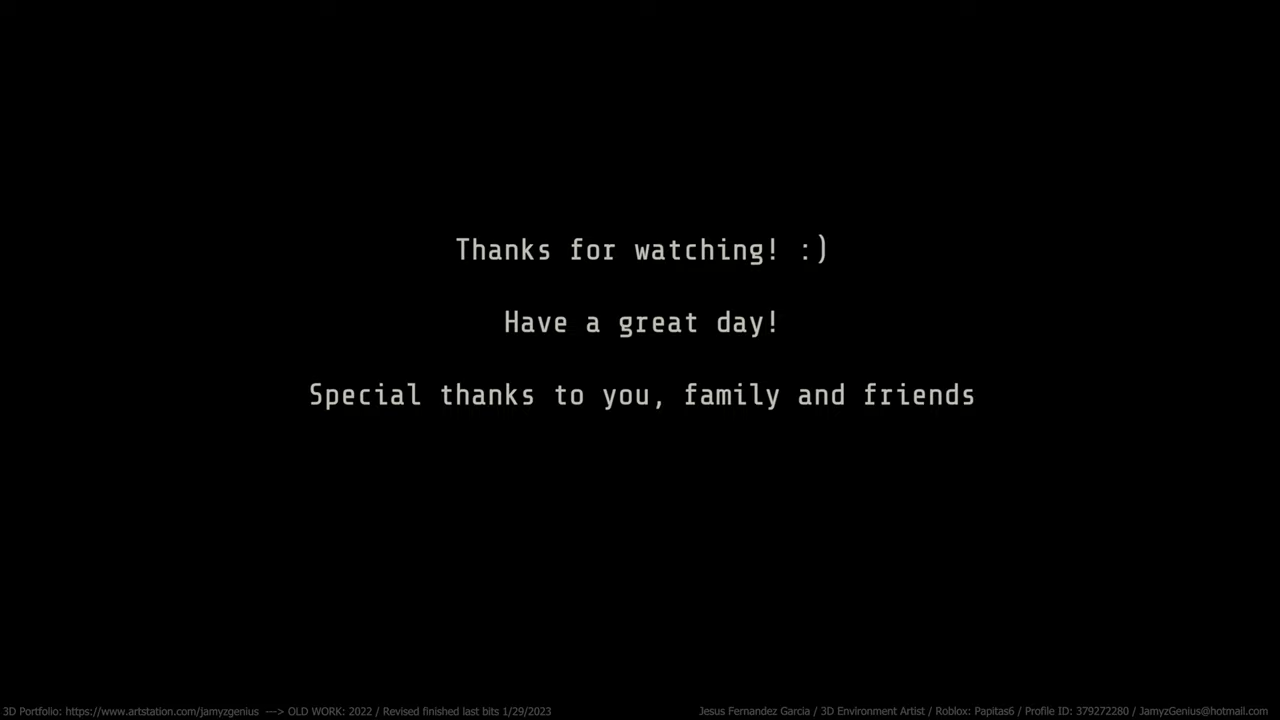 Thanks for watching! :)
Have a great day!
Special thanks to you, family and friends
3D Portfolio: https://www.artstation.com/jamyzgenius ---> OLD WORK: 2022 / Revised finished last bits 1/29/2023
Jesus Fernandez Garcia / 3D Environment Artist / Roblox: Papitas6 / Profile ID: 379272280 / JamyzGenius@hotmail.com